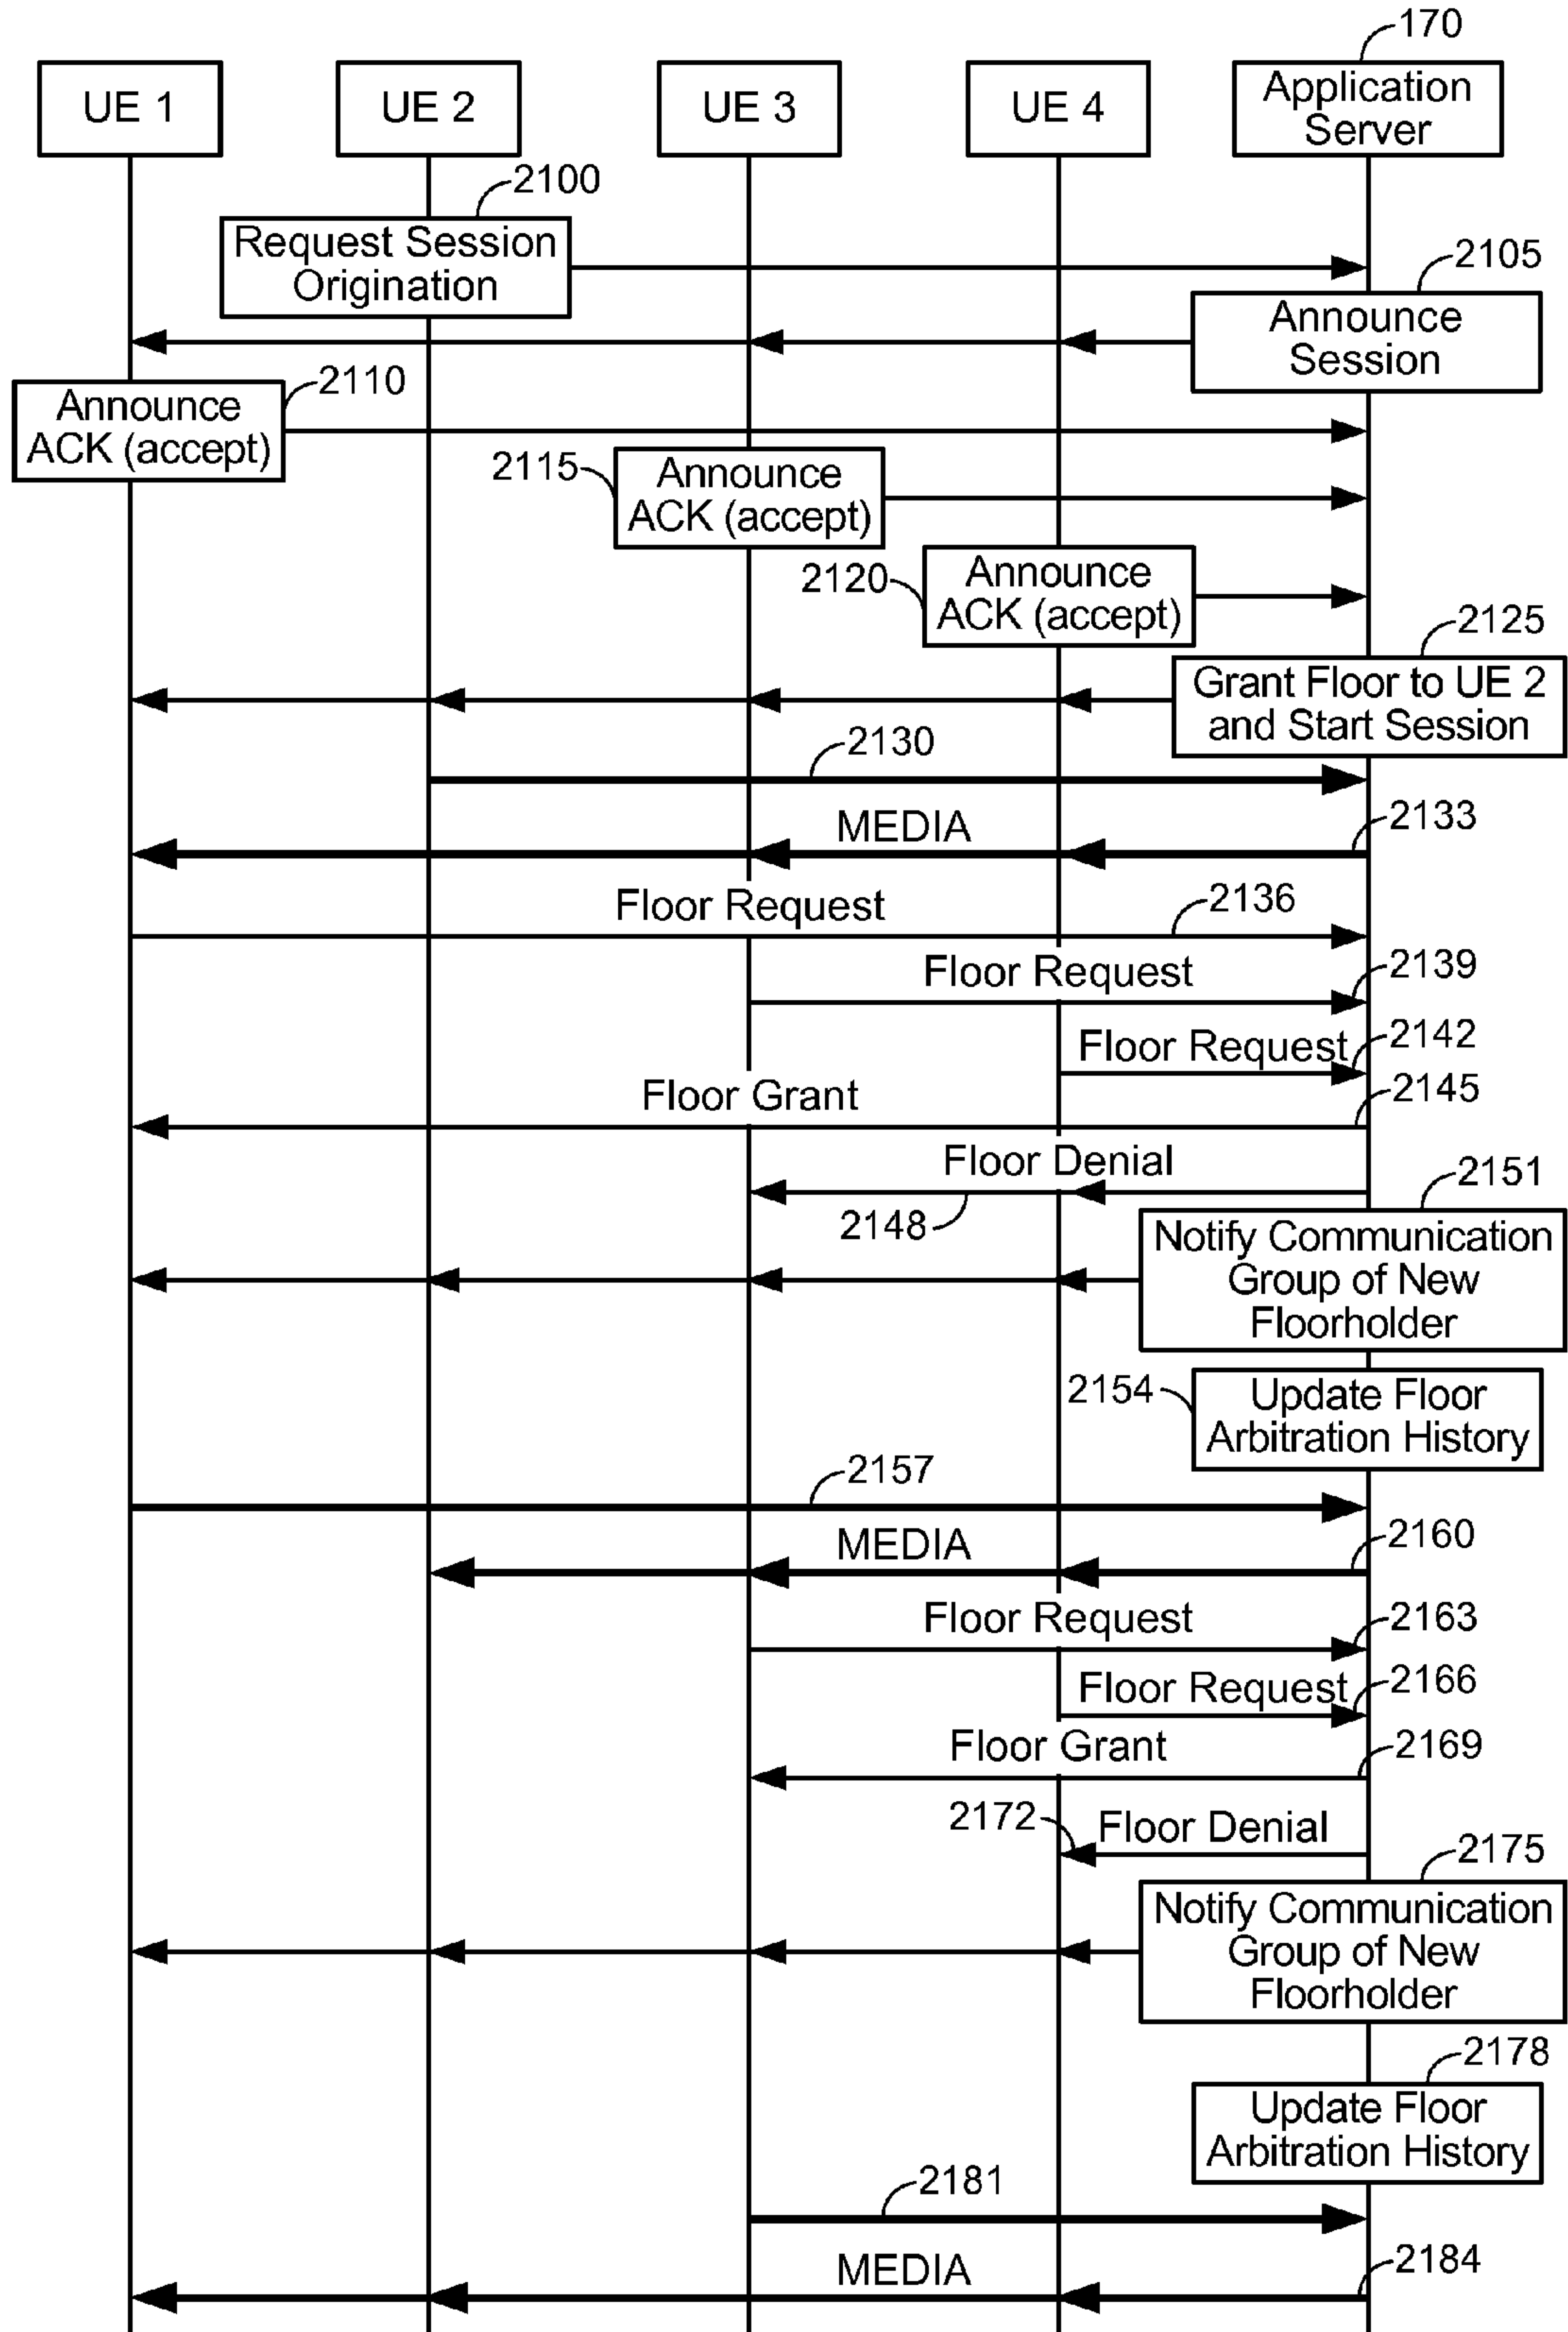 170
UE 1
UE 2
UE 3
UE 4
Application
Server
2100
Request Session
Origination
2105
Announce
Session
2110
Announce
ACK (accept)
2115
Announce
ACK (accept)
2120
Announce
ACK (accept)
2125
Grant Floor to UE 2
and Start Session
2130
MEDIA
2133
Floor Request
2136
Floor Request
2139
Floor Request
2142
Floor Grant
2145
Floor Denial
2148
2151
Notify Communication
Group of New
Floorholder
2154
Update Floor
Arbitration History
2157
MEDIA
2160
Floor Request
2163
Floor Request
2166
Floor Grant
2169
2172
Floor Denial
2175
Notify Communication
Group of New
Floorholder
2178
Update Floor
Arbitration History
2181
MEDIA
2184